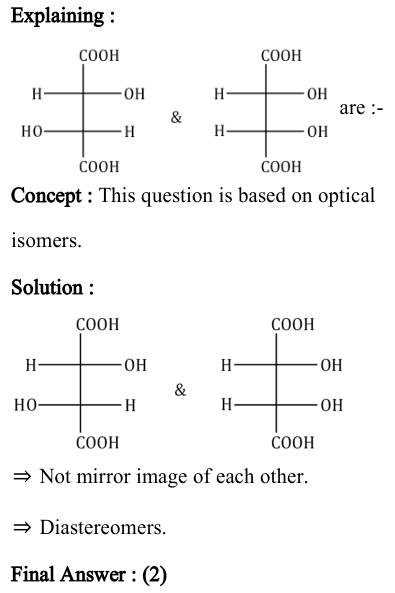 Explaining :
COOH COOH
H OH H OH
& are :-
HO H H OH
COOH COOH
Concept : This question is based on optical
isomers.
Solution :
COOH COOH
H OH H OH
&
HO H H OH
COOH COOH
⇒ Not mirror image of each other.
⇒ Diastereomers.
Final Answer : (2)